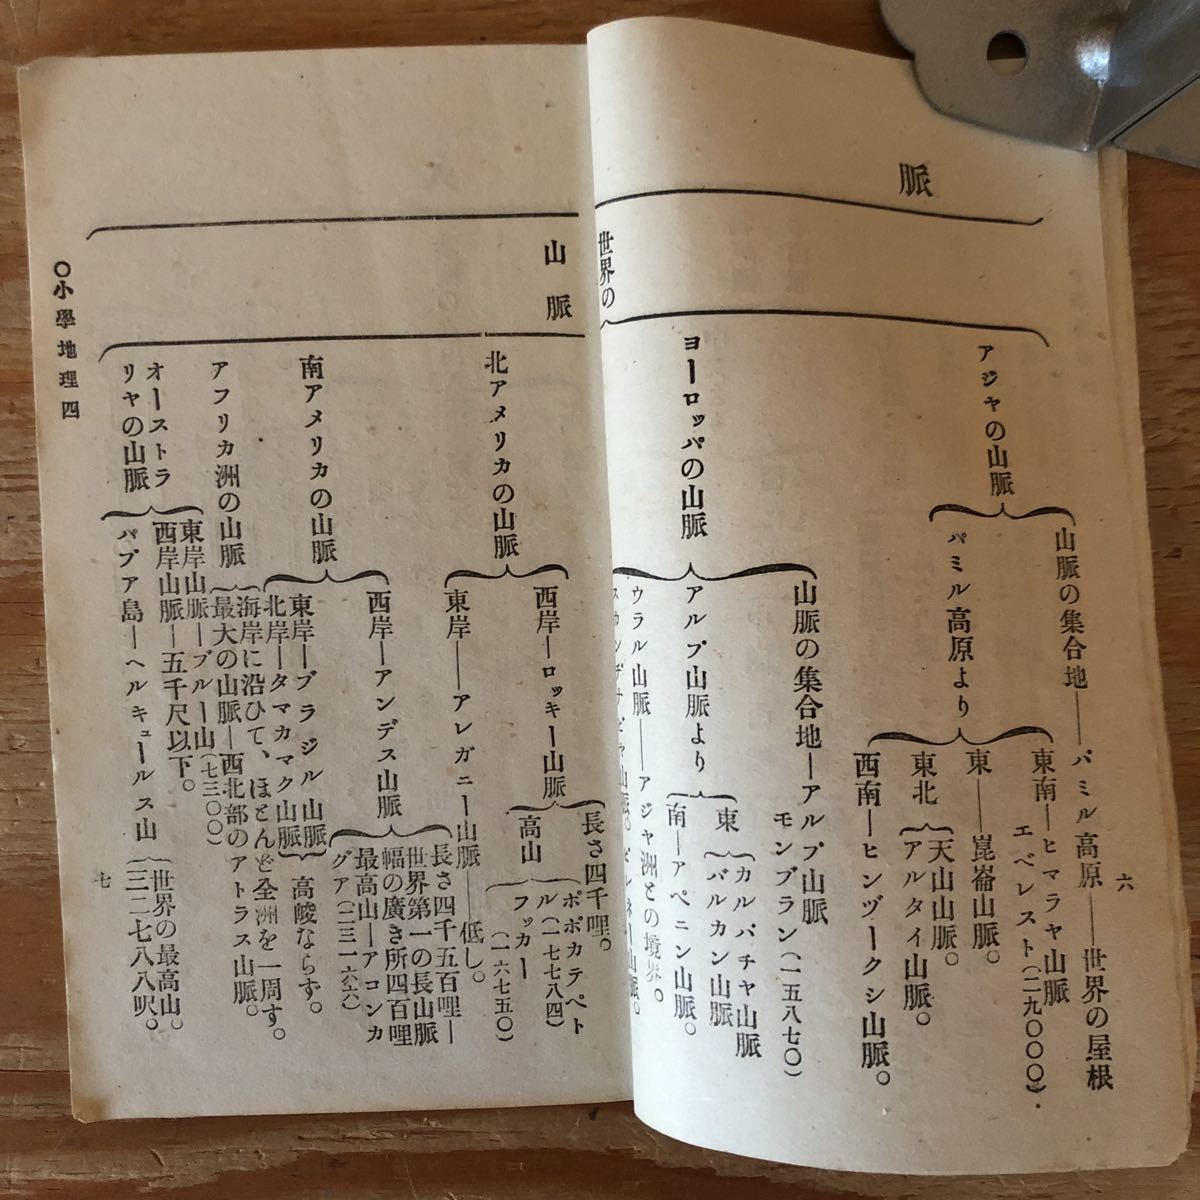 六
脈
世界の
アジヤの山脈
山脈の集合地――パミル高原――世界の屋根
パミル高原より
東南―ヒマラヤ山脈
エベレスト(二九〇〇〇)
東――崑崙山脈。
東北
天山山脈。
アルタイ山脈。
西南―ヒンヅークシ山脈。
ヨーロッパの山脈
山脈の集合地―アルプ山脈
モンブラン(一五八七〇)
アルプ山脈より
東
カルパチヤ山脈
バルカン山脈
南―アペニン山脈。
ウラル山脈――アジヤ洲との境界。
スカンデナビヤ山脈。ピレネー山脈。
山脈
北アメリカの山脈
西岸―ロッキー山脈
長さ四千哩。
高山
ポポカテペト
ル(一七七八四)
フッカー
(一六七五〇)
東岸――アレガニー山脈―低し。
南アメリカの山脈
西岸―アンデス山脈
長さ四千五百哩―
世界第一の長山脈
幅の廣き所四百哩
最高山―アコンカ
グア(二三一六六)
東岸―ブラジル山脈
北岸―タマカマク山脈
高峻ならず。
アフリカ洲の山脈
海岸に沿ひて、ほとんど全洲を一周す。
最大の山脈―西北部のアトラス山脈。
オーストラ
リヤの山脈
東岸山脈―ブルー山(七三〇〇)
西岸山脈―五千尺以下。
パプア島―ヘルキュールス山
世界の最高山。
三二七八八呎。
〇小學地理四
七